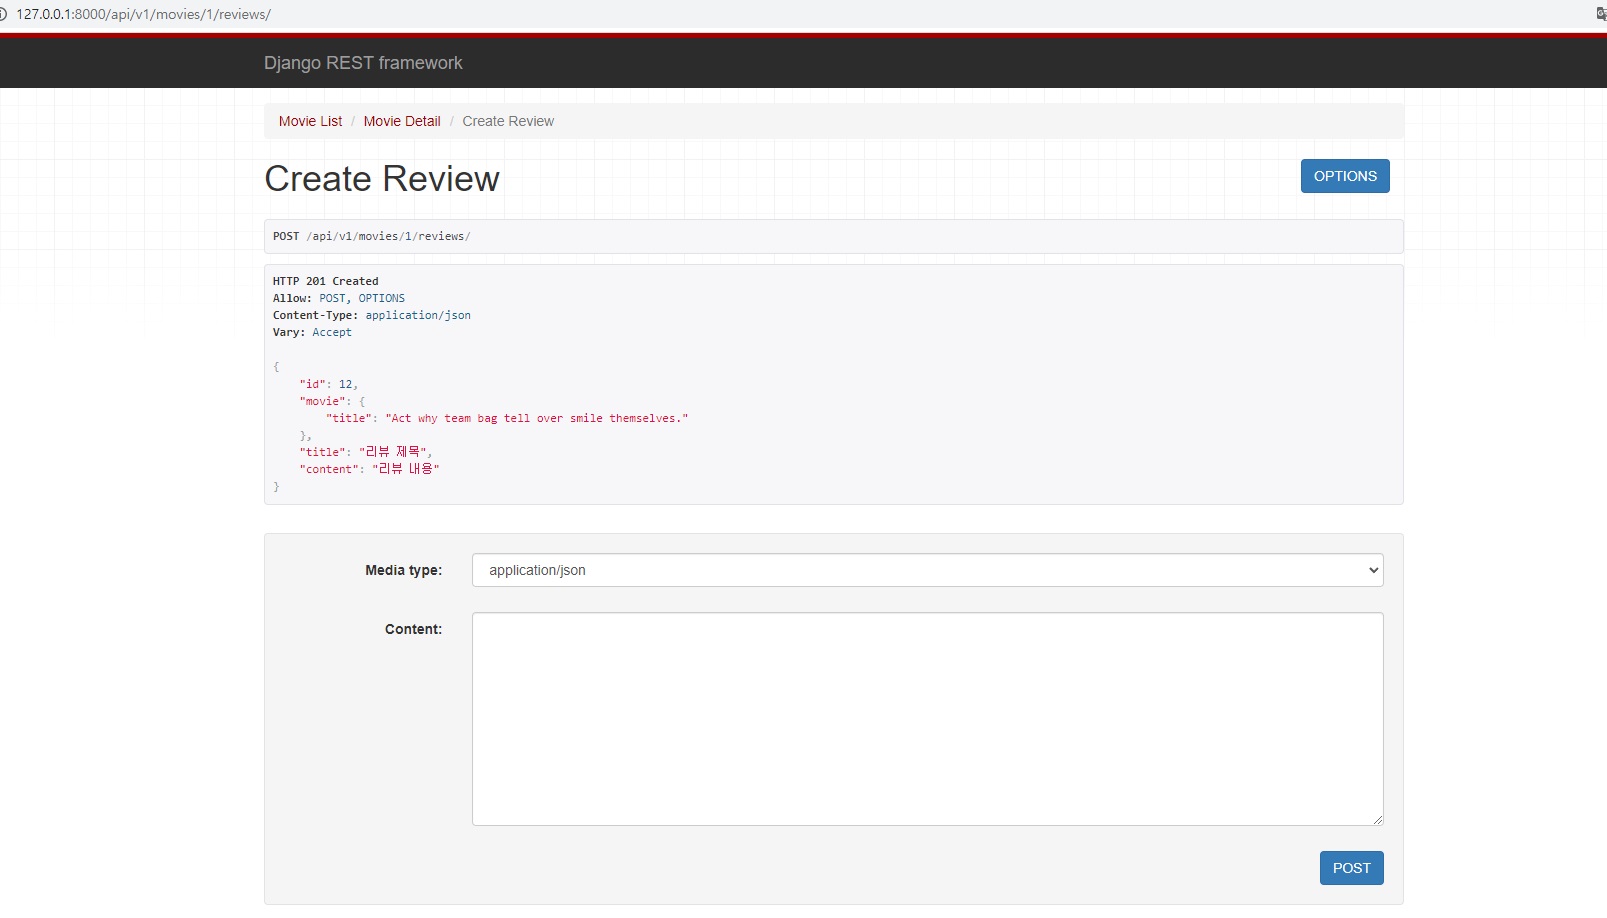 127.0.0.1:8000/api/v1/movies/1/reviews/
Django REST framework
Movie List / Movie Detail / Create Review
Create Review
OPTIONS
POST /api/v1/movies/1/reviews/
HTTP 201 Created
Allow: POST, OPTIONS
Content-Type: application/json
Vary: Accept
{
    "id": 12,
    "movie": {
        "title": "Act why team bag tell over smile themselves."
    },
    "title": "리뷰 제목",
    "content": "리뷰 내용"
}
Media type: application/json
Content:
POST